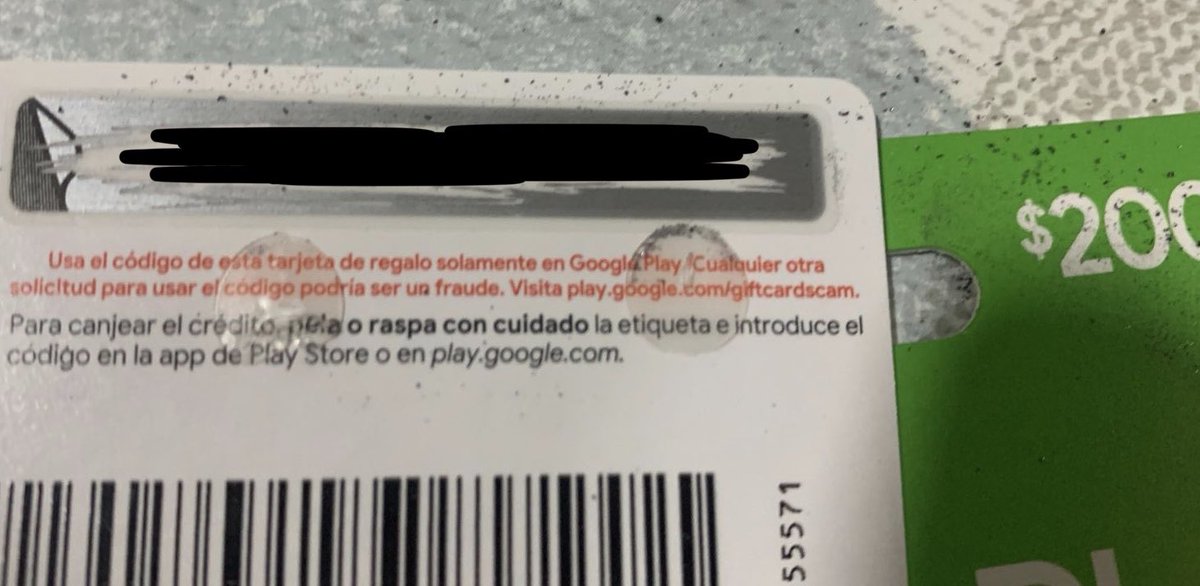 Usa el código de esta tarjeta de regalo solamente en Google Play. Cualquier otra
solicitud para usar el código podría ser un fraude. Visita play.google.com/giftcardscam.
Para canjear el crédito, pela o raspa con cuidado la etiqueta e introduce el
código en la app de Play Store o en play.google.com.
55571
$200